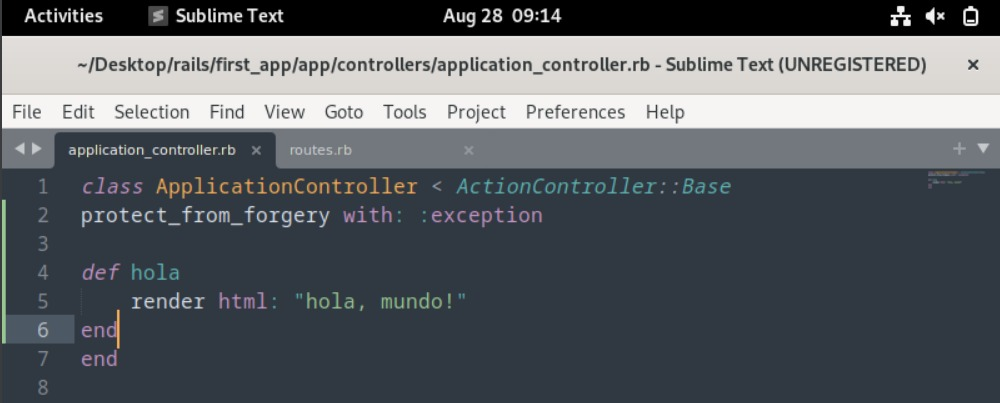 Activities Sublime Text Aug 28 09:14
~/Desktop/rails/first_app/app/controllers/application_controller.rb - Sublime Text (UNREGISTERED) ×
File Edit Selection Find View Goto Tools Project Preferences Help
application_controller.rb × routes.rb ×
1 class ApplicationController < ActionController::Base
2 protect_from_forgery with: :exception
3
4 def hola
5     render html: "hola, mundo!"
6 end
7 end
8